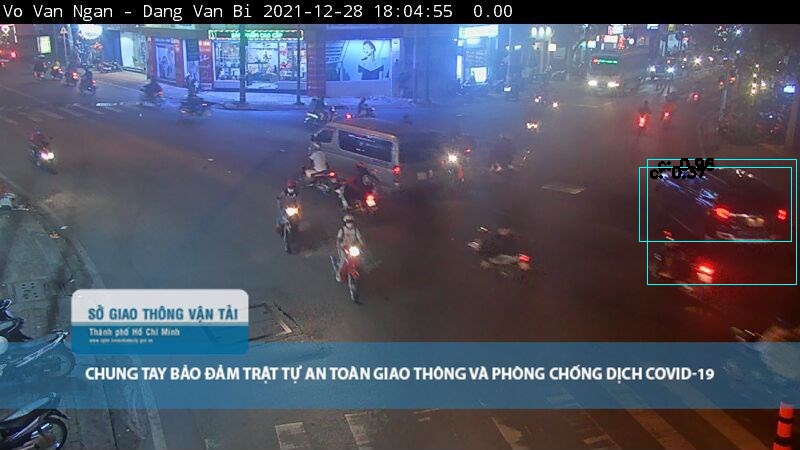 Vo Van Ngan - Dang Van Bi 2021-12-28 18:04:55 0.00
SỞ GIAO THÔNG VẬN TẢI
Thành phố Hồ Chí Minh
CHUNG TAY BẢO ĐẢM TRẬT TỰ AN TOÀN GIAO THÔNG VÀ PHÒNG CHỐNG DỊCH COVID-19